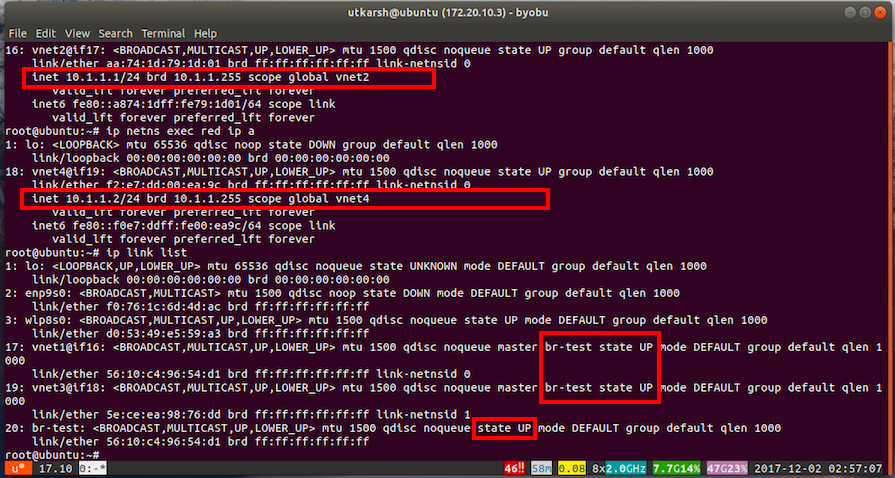 utkarsh@ubuntu (172.20.10.3) - byobu
File Edit View Search Terminal Help
16: vnet2@if17: <BROADCAST,MULTICAST,UP,LOWER_UP> mtu 1500 qdisc noqueue state UP group default qlen 1000
link/ether aa:74:1d:79:1d:01 brd ff:ff:ff:ff:ff:ff link-netnsid 0
inet 10.1.1.1/24 brd 10.1.1.255 scope global vnet2
valid_lft forever preferred_lft forever
inet6 fe80::a874:1dff:fe79:1d01/64 scope link
valid_lft forever preferred_lft forever
root@ubuntu:~# ip netns exec red ip a
1: lo: <LOOPBACK> mtu 65536 qdisc noop state DOWN group default qlen 1000
link/loopback 00:00:00:00:00:00 brd 00:00:00:00:00:00
18: vnet4@if19: <BROADCAST,MULTICAST,UP,LOWER_UP> mtu 1500 qdisc noqueue state UP group default qlen 1000
link/ether f2:e7:dd:00:ea:9c brd ff:ff:ff:ff:ff:ff link-netnsid 0
inet 10.1.1.2/24 brd 10.1.1.255 scope global vnet4
valid_lft forever preferred_lft forever
inet6 fe80::f0e7:ddff:fe00:ea9c/64 scope link
valid_lft forever preferred_lft forever
root@ubuntu:~# ip link list
1: lo: <LOOPBACK,UP,LOWER_UP> mtu 65536 qdisc noqueue state UNKNOWN mode DEFAULT group default qlen 1000
link/loopback 00:00:00:00:00:00 brd 00:00:00:00:00:00
2: enp9s0: <BROADCAST,MULTICAST> mtu 1500 qdisc noop state DOWN mode DEFAULT group default qlen 1000
link/ether f0:76:1c:6d:4d:ac brd ff:ff:ff:ff:ff:ff
3: wlp8s0: <BROADCAST,MULTICAST,UP,LOWER_UP> mtu 1500 qdisc noqueue state UP mode DEFAULT group default qlen 1000
link/ether d0:53:49:e5:59:a3 brd ff:ff:ff:ff:ff:ff
17: vnet1@if16: <BROADCAST,MULTICAST,UP,LOWER_UP> mtu 1500 qdisc noqueue master br-test state UP mode DEFAULT group default qlen 1
000
link/ether 56:10:c4:96:54:d1 brd ff:ff:ff:ff:ff:ff link-netnsid 0
19: vnet3@if18: <BROADCAST,MULTICAST,UP,LOWER_UP> mtu 1500 qdisc noqueue master br-test state UP mode DEFAULT group default qlen 1
000
link/ether 5e:ce:ea:98:76:dd brd ff:ff:ff:ff:ff:ff link-netnsid 1
20: br-test: <BROADCAST,MULTICAST,UP,LOWER_UP> mtu 1500 qdisc noqueue state UP mode DEFAULT group default qlen 1000
link/ether 56:10:c4:96:54:d1 brd ff:ff:ff:ff:ff:ff
root@ubuntu:~#
u® 17.10 0:-* 46!! 58m 0.08 8x2.0GHz 7.7G14% 47G23% 2017-12-02 02:57:07